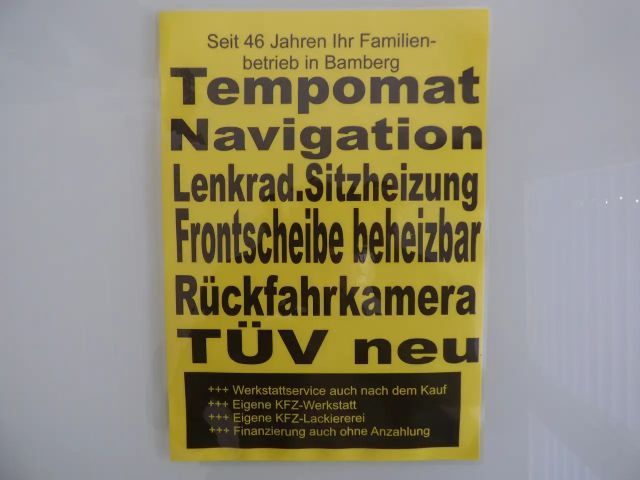 Seit 46 Jahren Ihr Familien-
betrieb in Bamberg
Tempomat
Navigation
Lenkrad.Sitzheizung
Frontscheibe beheizbar
Rückfahrkamera
TÜV neu
+++ Werkstattservice auch nach dem Kauf
+++ Eigene KFZ-Werkstatt
+++ Eigene KFZ-Lackiererei
+++ Finanzierung auch ohne Anzahlung